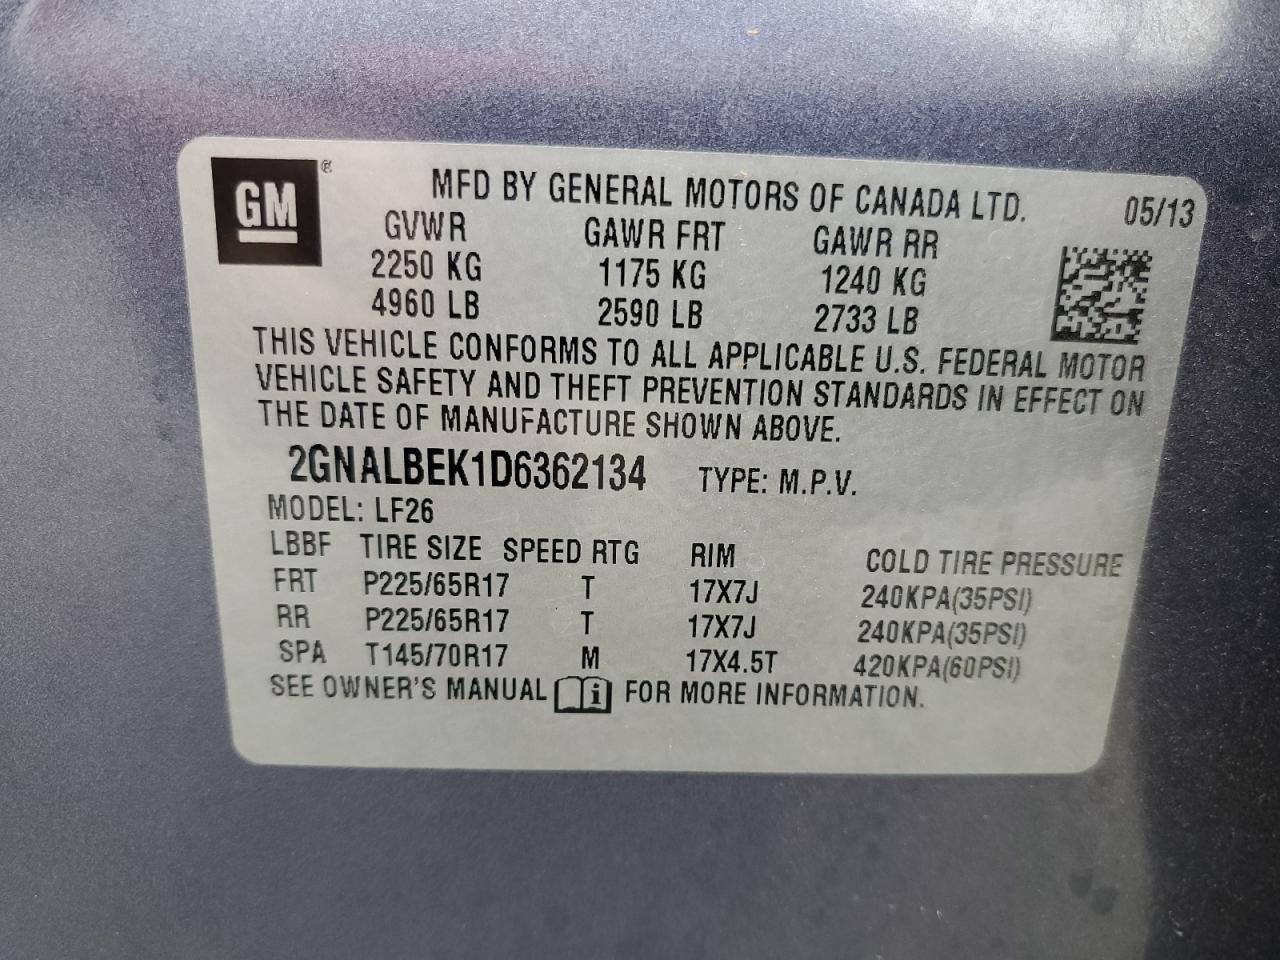 GM ® MFD BY GENERAL MOTORS OF CANADA LTD. 05/13
GVWR GAWR FRT GAWR RR
2250 KG 1175 KG 1240 KG
4960 LB 2590 LB 2733 LB
THIS VEHICLE CONFORMS TO ALL APPLICABLE U.S. FEDERAL MOTOR
VEHICLE SAFETY AND THEFT PREVENTION STANDARDS IN EFFECT ON
THE DATE OF MANUFACTURE SHOWN ABOVE.
2GNALBEK1D6362134 TYPE: M.P.V.
MODEL: LF26
LBBF TIRE SIZE SPEED RTG RIM COLD TIRE PRESSURE
FRT P225/65R17 T 17X7J 240KPA(35PSI)
RR P225/65R17 T 17X7J 240KPA(35PSI)
SPA T145/70R17 M 17X4.5T 420KPA(60PSI)
SEE OWNER'S MANUAL i FOR MORE INFORMATION.